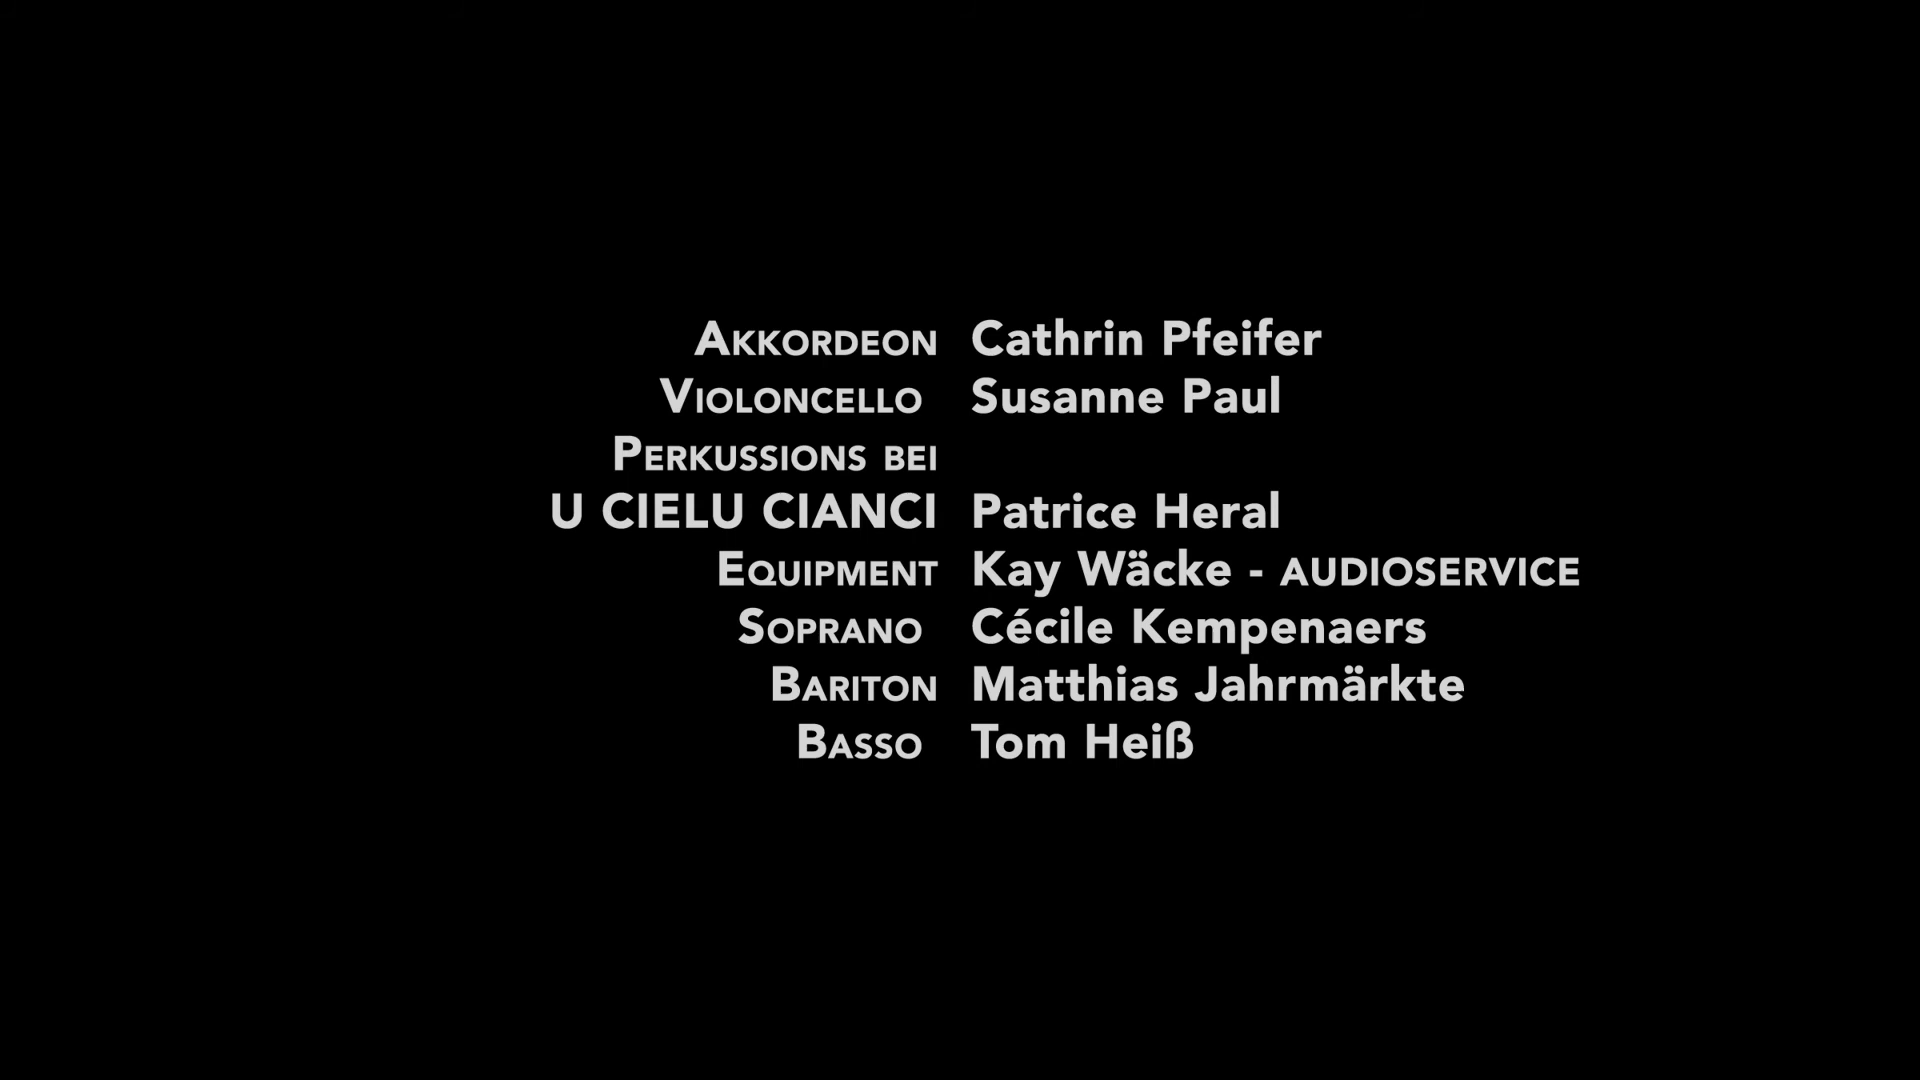 Akkordeon Cathrin Pfeifer
Violoncello Susanne Paul
Perkussions bei
U CIELU CIANCI Patrice Heral
Equipment Kay Wäcke - AUDIOSERVICE
Soprano Cécile Kempenaers
Bariton Matthias Jahrmärkte
Basso Tom Heiß